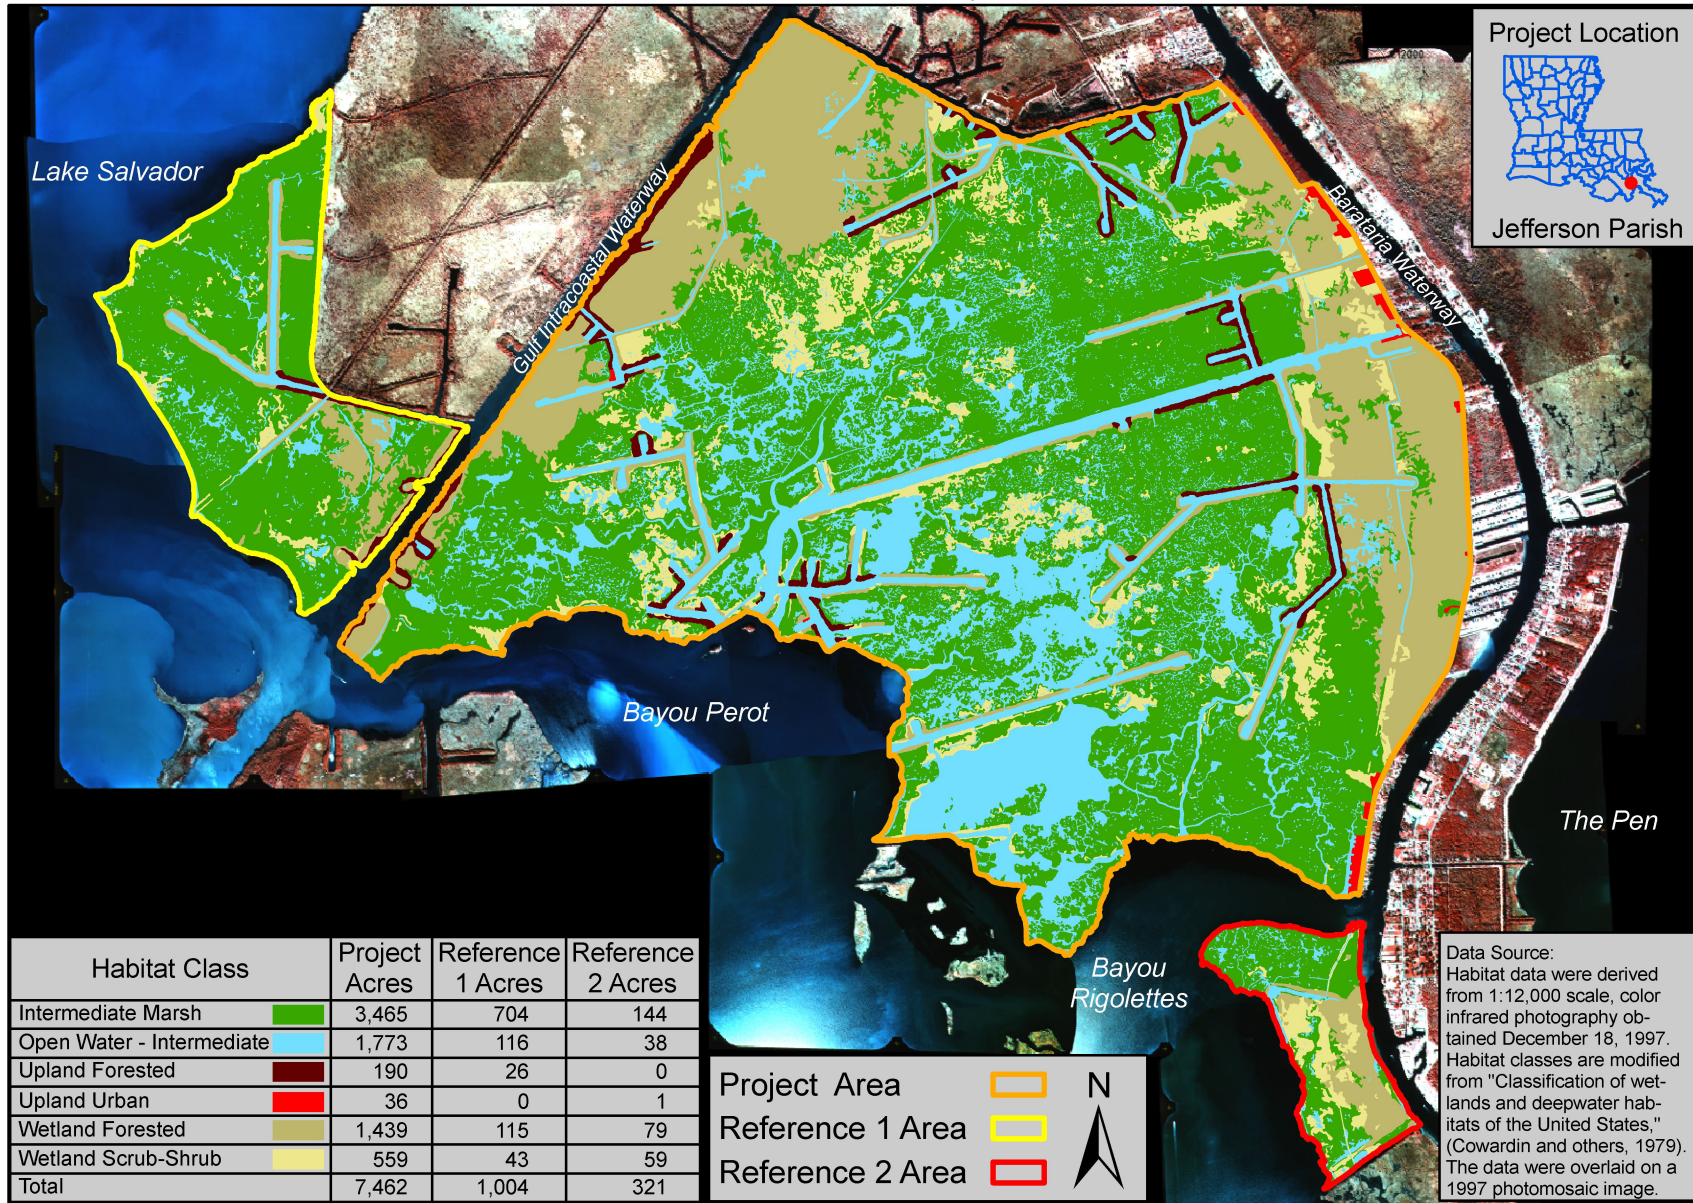 Project Location
2000
Jefferson Parish
Lake Salvador
Gulf Intracoastal Waterway
Barataria Waterway
Bayou Perot
The Pen
Bayou
Rigolettes
Habitat Class
Project
Acres
Reference
1 Acres
Reference
2 Acres
Intermediate Marsh 3,465 704 144
Open Water - Intermediate 1,773 116 38
Upland Forested 190 26 0
Upland Urban 36 0 1
Wetland Forested 1,439 115 79
Wetland Scrub-Shrub 559 43 59
Total 7,462 1,004 321
Project Area
Reference 1 Area
Reference 2 Area
N
Data Source:
Habitat data were derived
from 1:12,000 scale, color
infrared photography ob-
tained December 18, 1997.
Habitat classes are modified
from "Classification of wet-
lands and deepwater hab-
itats of the United States,"
(Cowardin and others, 1979).
The data were overlaid on a
1997 photomosaic image.